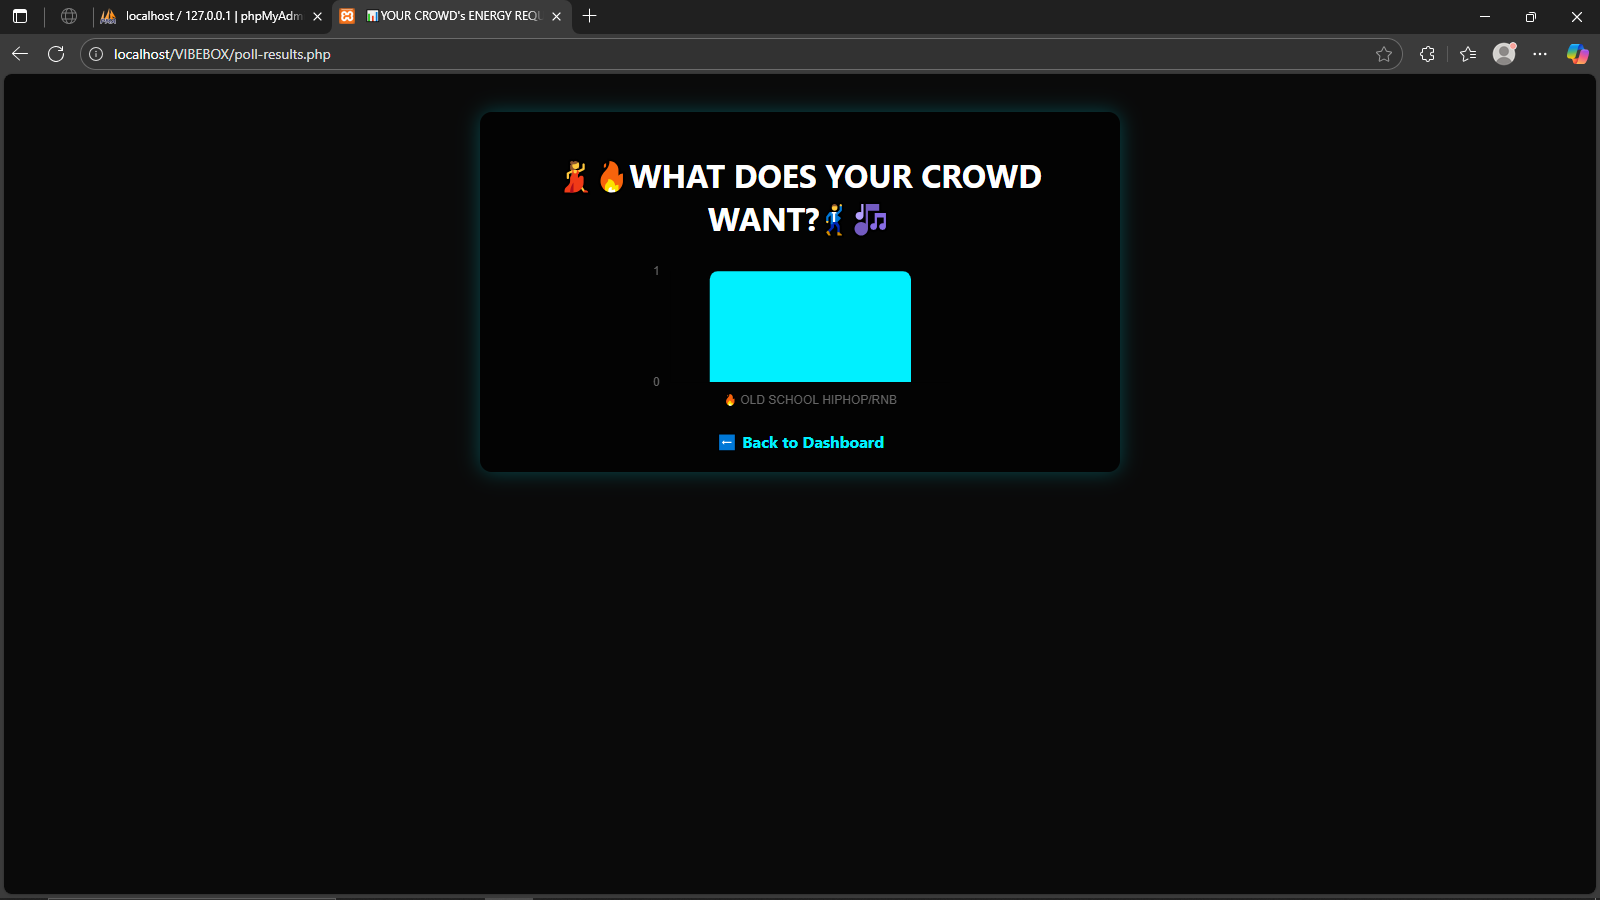 localhost / 127.0.0.1 | phpMyAdm
📊YOUR CROWD's ENERGY REQU
localhost/VIBEBOX/poll-results.php
💃🔥WHAT DOES YOUR CROWD
WANT?🕺🎶
1
0
🔥 OLD SCHOOL HIPHOP/RNB
⬅️ Back to Dashboard